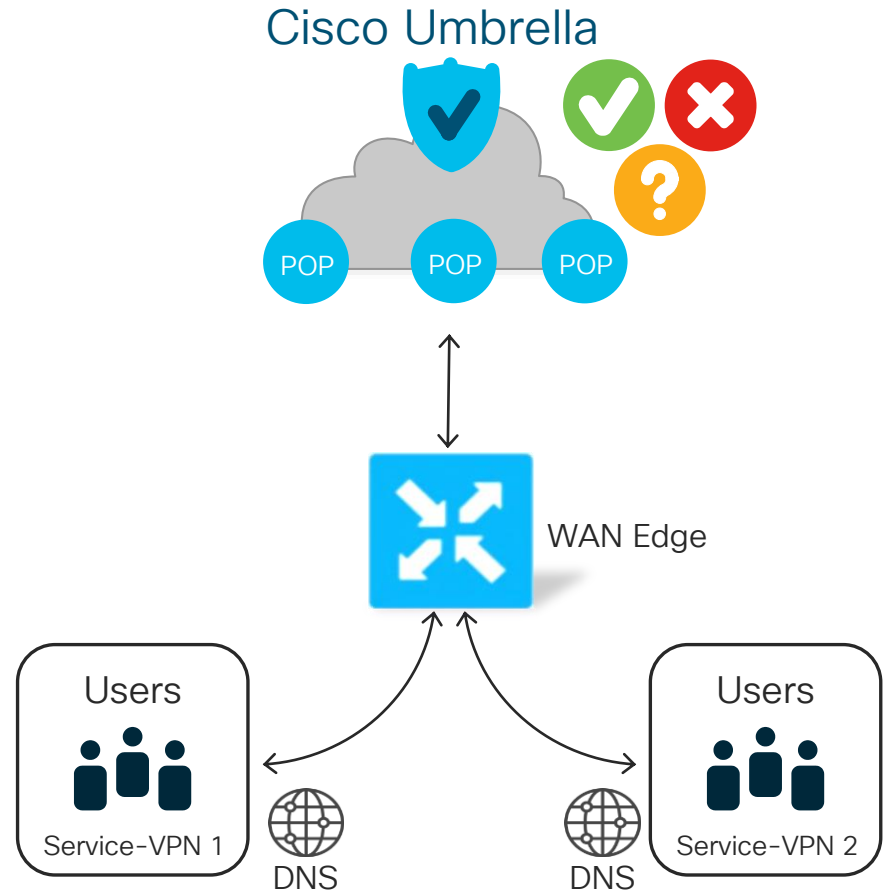 Cisco Umbrella
POP
POP
POP
WAN Edge
Users
Service-VPN 1
DNS
Users
Service-VPN 2
DNS